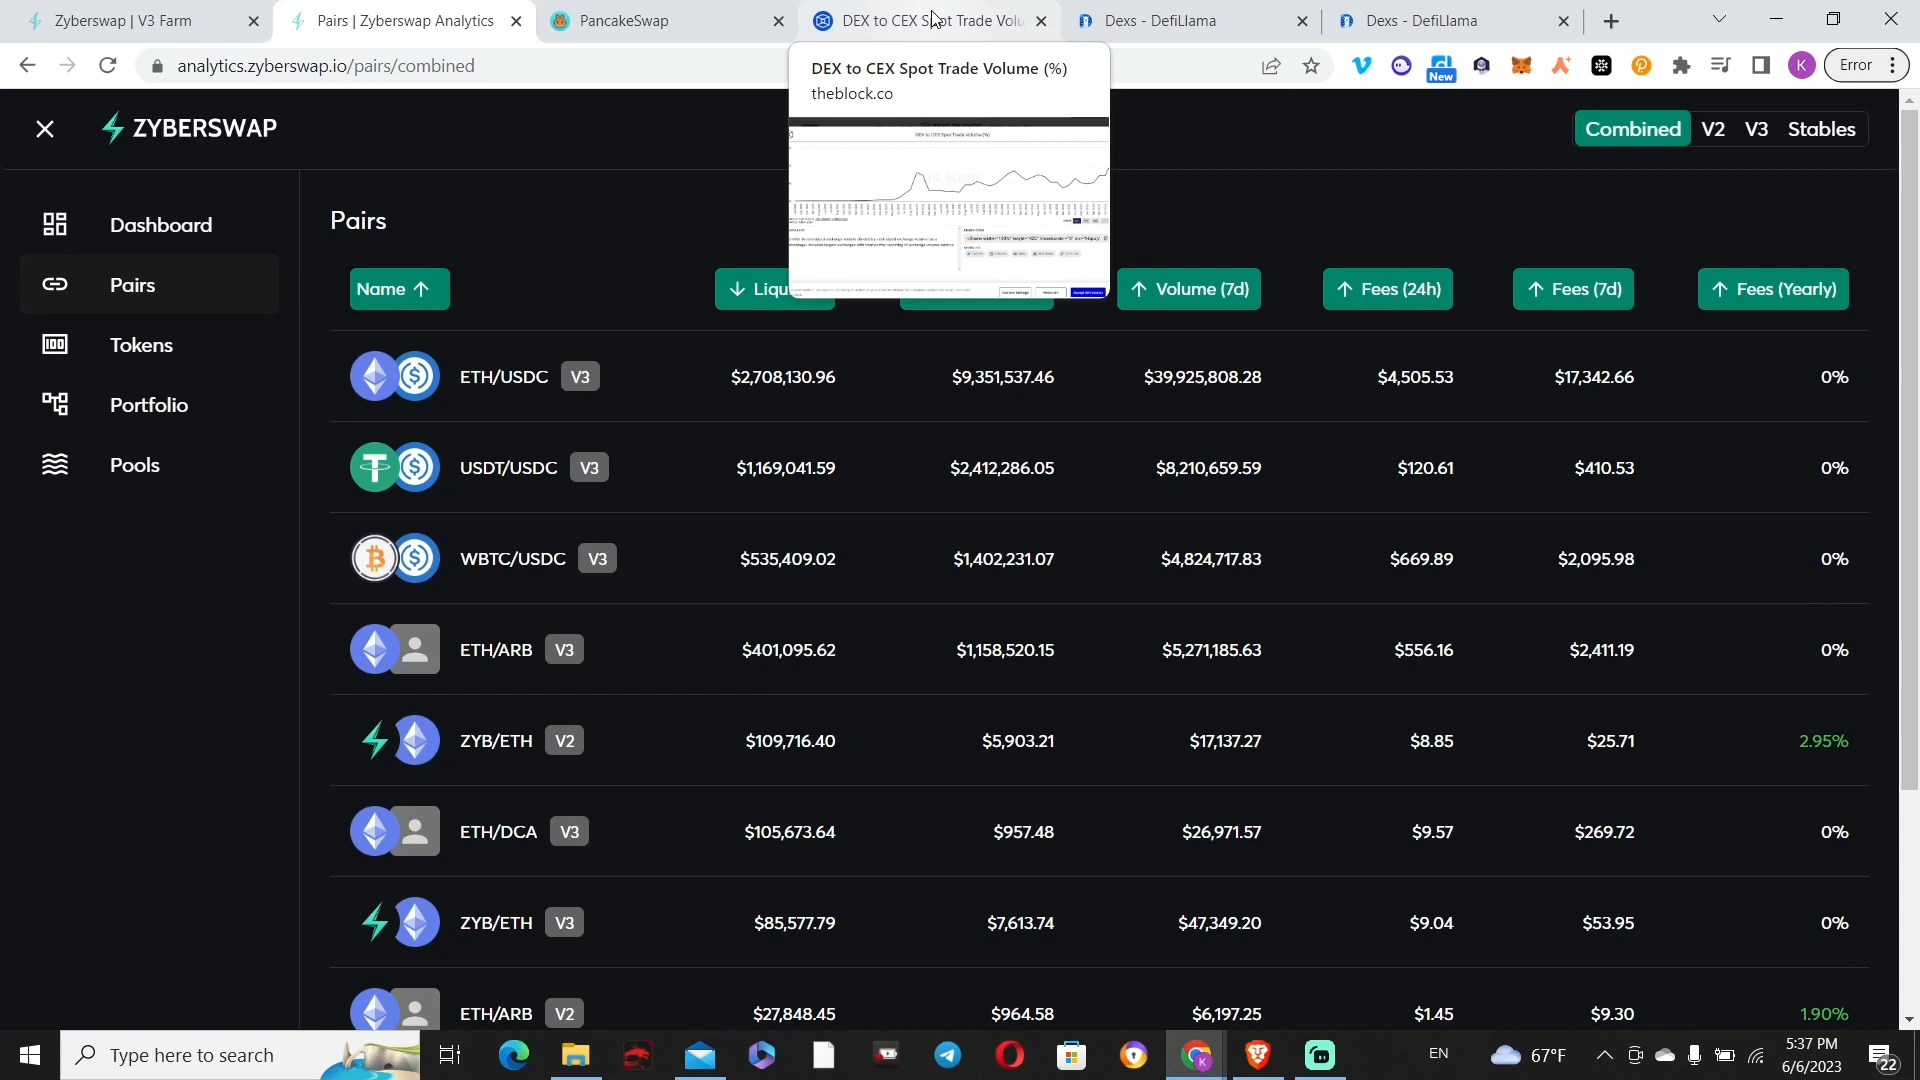 Zyberswap | V3 Farm
Pairs | Zyberswap Analytics
PancakeSwap
DEX to CEX Spot Trade Volu
Dexs - DefiLlama
Dexs - DefiLlama
analytics.zyberswap.io/pairs/combined
New
K
Error
DEX to CEX Spot Trade Volume (%)
theblock.co
DEX to CEX Spot Trade Volume (%)
ZYBERSWAP
Combined V2 V3 Stables
Dashboard
Pairs
Tokens
Portfolio
Pools
Pairs
Name ↑ ↓ Liqu ↑ Volume (7d) ↑ Fees (24h) ↑ Fees (7d) ↑ Fees (Yearly)
ETH/USDC V3 $2,708,130.96 $9,351,537.46 $39,925,808.28 $4,505.53 $17,342.66 0%
USDT/USDC V3 $1,169,041.59 $2,412,286.05 $8,210,659.59 $120.61 $410.53 0%
WBTC/USDC V3 $535,409.02 $1,402,231.07 $4,824,717.83 $669.89 $2,095.98 0%
ETH/ARB V3 $401,095.62 $1,158,520.15 $5,271,185.63 $556.16 $2,411.19 0%
ZYB/ETH V2 $109,716.40 $5,903.21 $17,137.27 $8.85 $25.71 2.95%
ETH/DCA V3 $105,673.64 $957.48 $26,971.57 $9.57 $269.72 0%
ZYB/ETH V3 $85,577.79 $7,613.74 $47,349.20 $9.04 $53.95 0%
ETH/ARB V2 $27,848.45 $964.58 $6,197.25 $1.45 $9.30 1.90%
Type here to search
EN
67°F
5:37 PM
6/6/2023
22